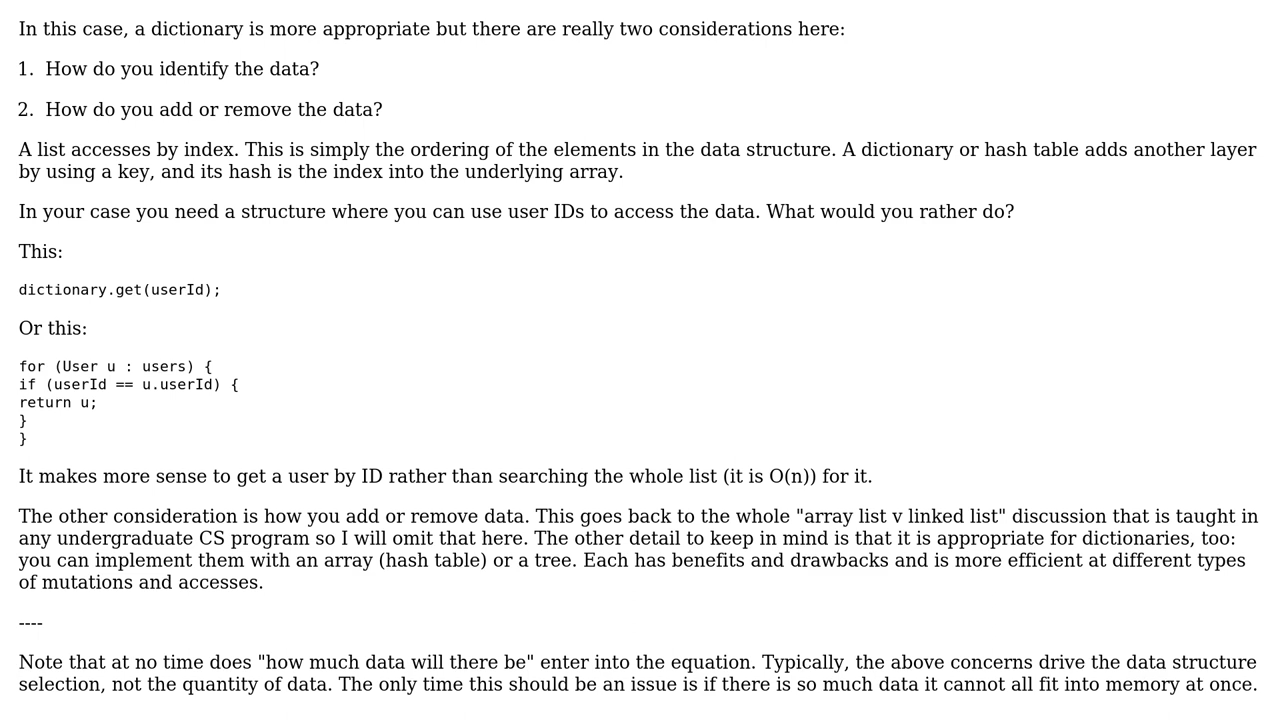 In this case, a dictionary is more appropriate but there are really two considerations here:
1. How do you identify the data?
2. How do you add or remove the data?
A list accesses by index. This is simply the ordering of the elements in the data structure. A dictionary or hash table adds another layer
by using a key, and its hash is the index into the underlying array.
In your case you need a structure where you can use user IDs to access the data. What would you rather do?
This:
dictionary.get(userId);
Or this:
for (User u : users) {
if (userId == u.userId) {
return u;
}
}
It makes more sense to get a user by ID rather than searching the whole list (it is O(n)) for it.
The other consideration is how you add or remove data. This goes back to the whole "array list v linked list" discussion that is taught in
any undergraduate CS program so I will omit that here. The other detail to keep in mind is that it is appropriate for dictionaries, too:
you can implement them with an array (hash table) or a tree. Each has benefits and drawbacks and is more efficient at different types
of mutations and accesses.
----
Note that at no time does "how much data will there be" enter into the equation. Typically, the above concerns drive the data structure
selection, not the quantity of data. The only time this should be an issue is if there is so much data it cannot all fit into memory at once.